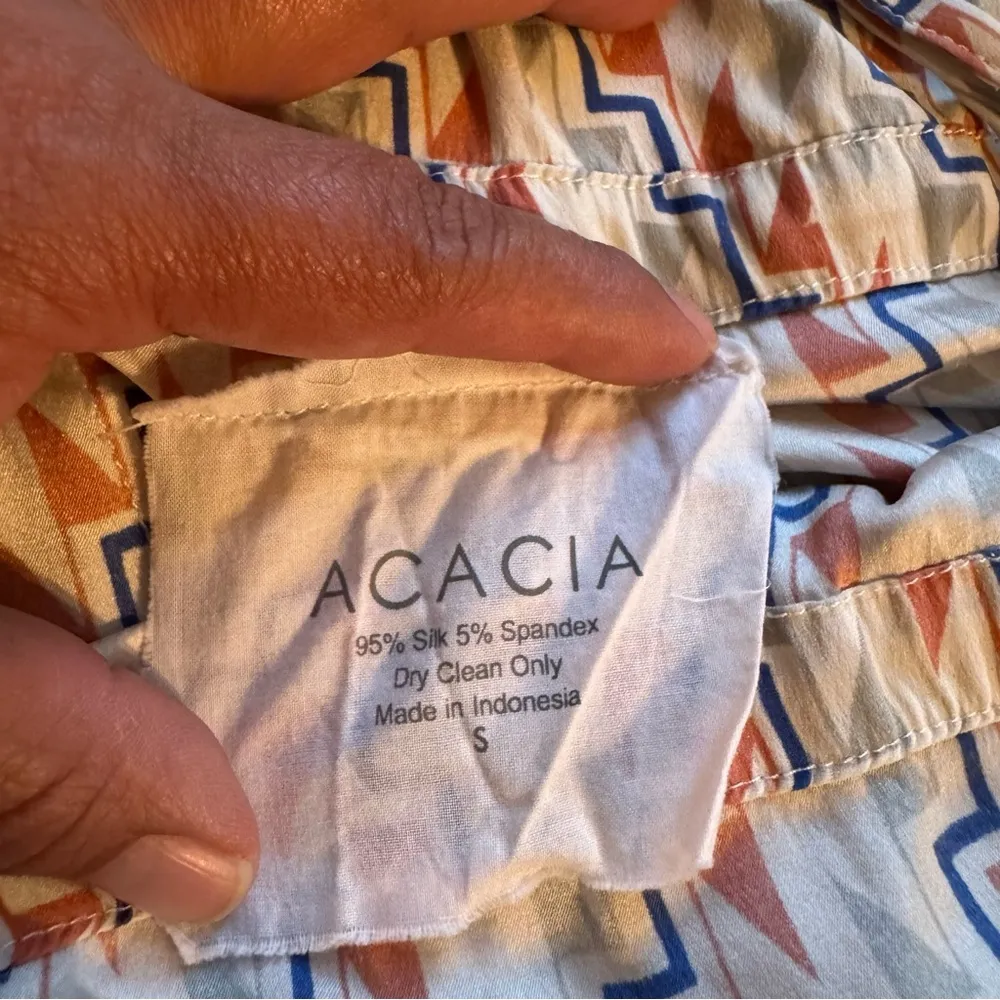 ACACIA
95% Silk 5% Spandex
Dry Clean Only
Made in Indonesia
S